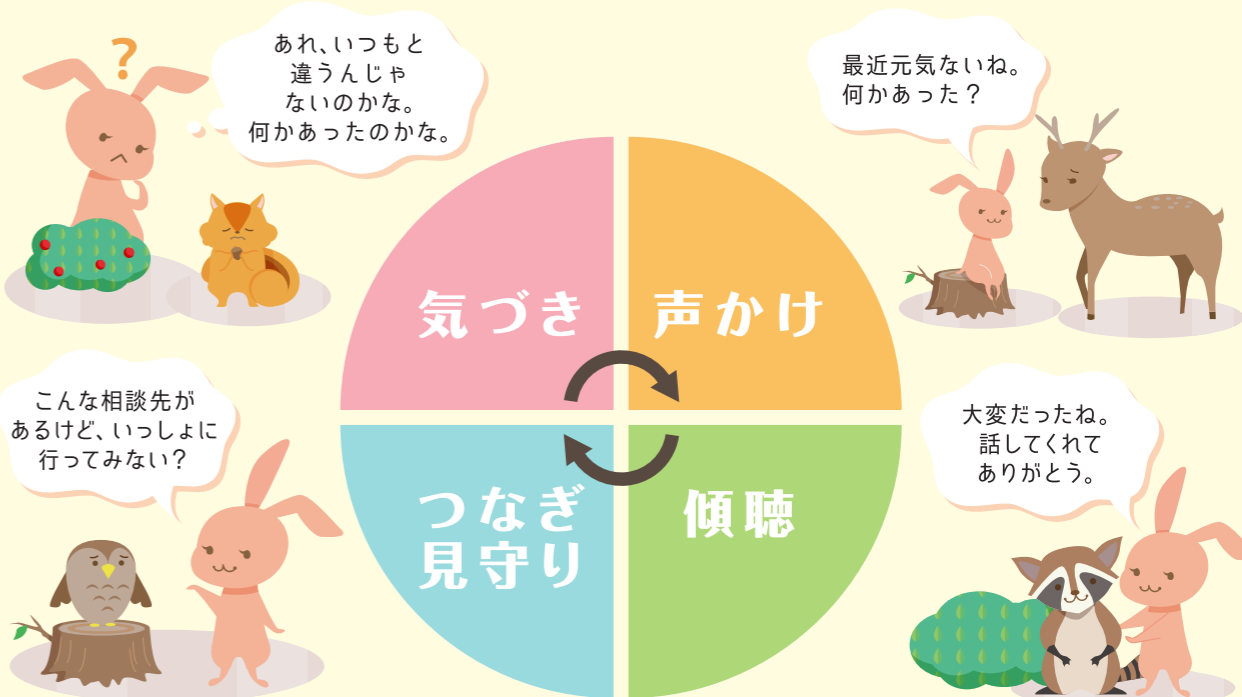 ?
あれ、いつもと
違うんじゃ
ないのかな。
何かあったのかな。
最近元気ないね。
何かあった？
気づき
声かけ
こんな相談先が
あるけど、いっしょに
行ってみない？
つなぎ
見守り
傾聴
大変だったね。
話してくれて
ありがとう。